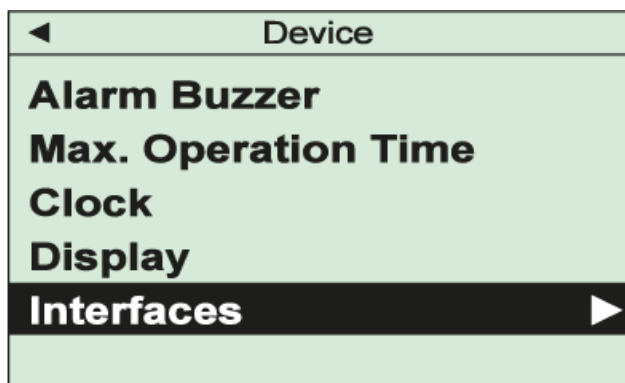 Device
Alarm Buzzer
Max. Operation Time
Clock
Display
Interfaces